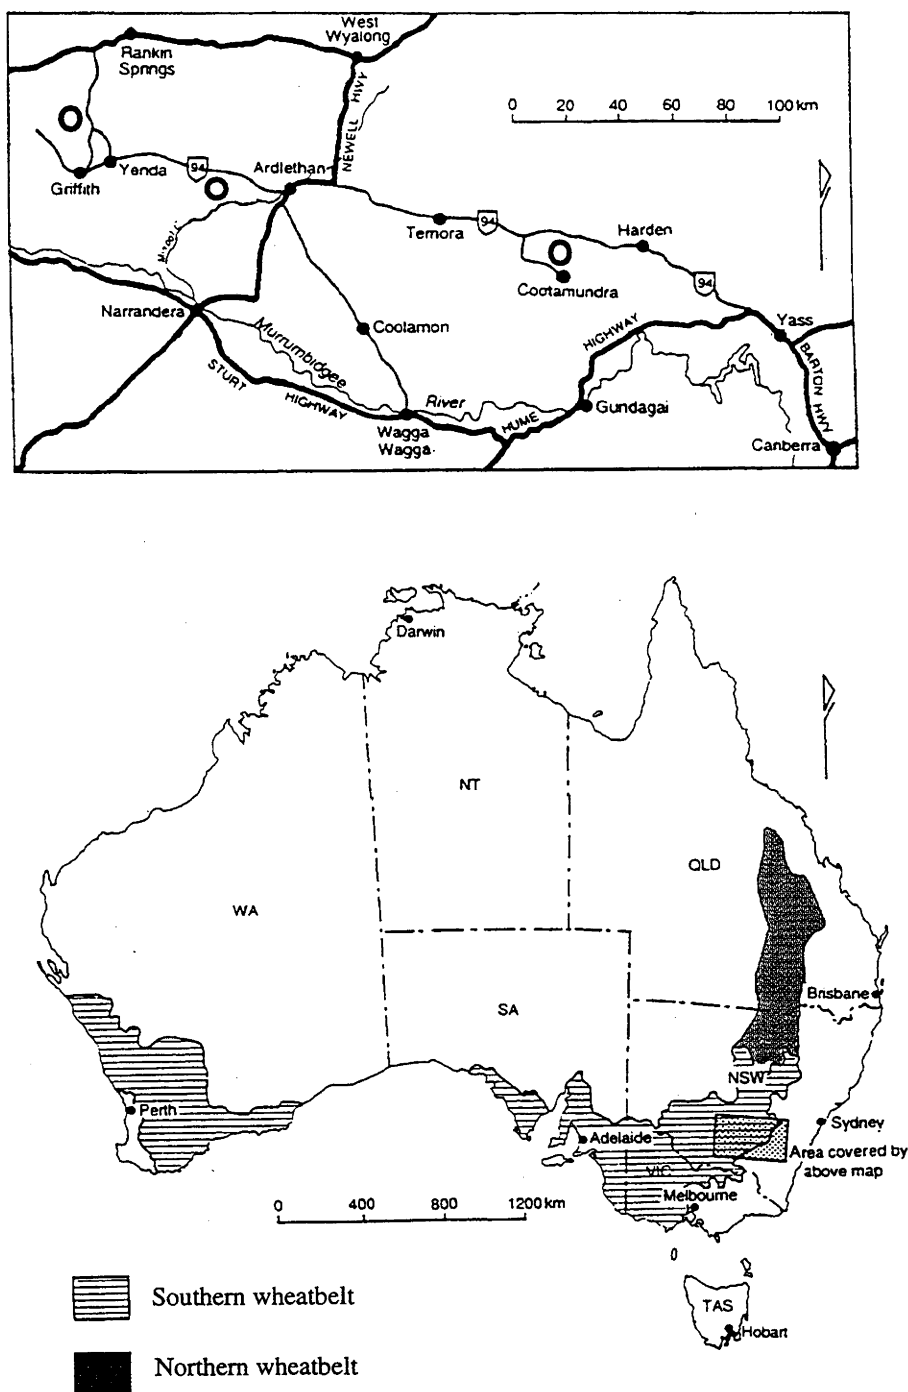 West
Wyalong
Rankin
Springs
NEWELL HWY
0 20 40 60 80 100 km
Griffith
Yenda
94
Ardlethan
Temora
94
Harden
Cootamundra
94
Narrandera
Coolamon
Murrumbidgee
River
STURT
HIGHWAY
Wagga
Wagga
HUME
HIGHWAY
Gundagai
Yass
BARTON HWY
Canberra
Darwin
NT
WA
QLD
SA
Brisbane
NSW
Perth
Adelaide
Sydney
Area covered by
above map
VIC
Melbourne
0 400 800 1200 km
TAS
Hobart
Southern wheatbelt
Northern wheatbelt